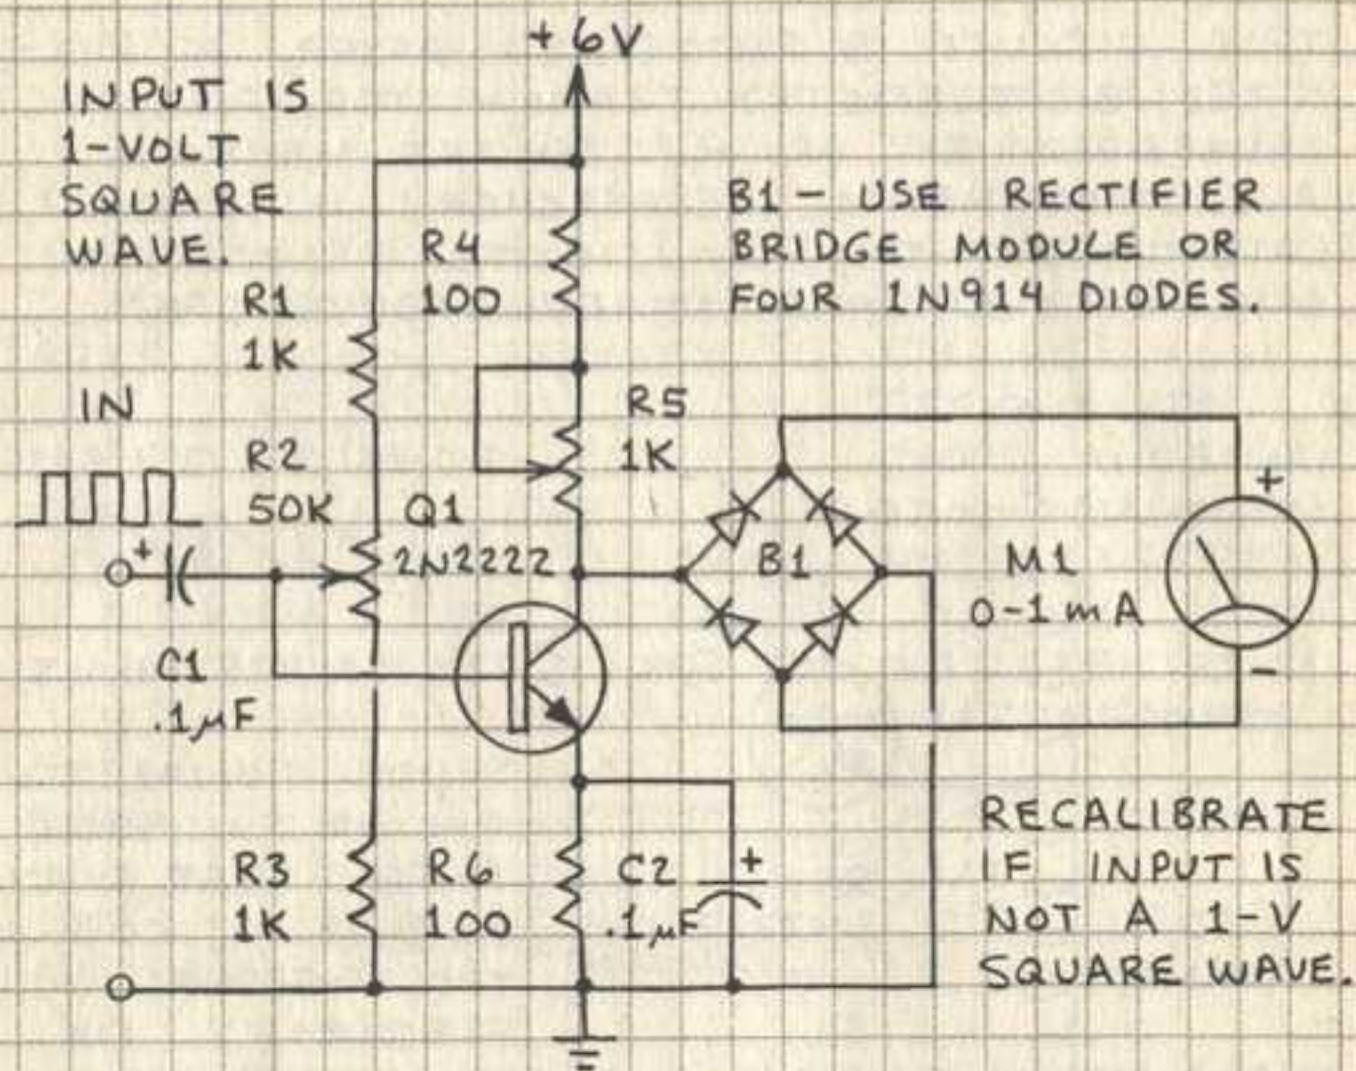 +6V
INPUT IS
1-VOLT
SQUARE
WAVE.
B1 - USE RECTIFIER
BRIDGE MODULE OR
FOUR 1N914 DIODES.
R4
100
R1
1K
IN
R5
1K
R2
50K
Q1
2N2222
+
B1
M1
0-1mA
+
-
C1
.1µF
R3
1K
R6
100
C2
.1µF
+
RECALIBRATE
IF INPUT IS
NOT A 1-V
SQUARE WAVE.